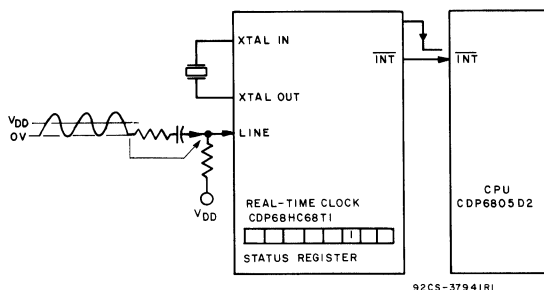 XTAL IN
INT
INT
XTAL OUT
VDD
0V
LINE
VDD
REAL-TIME CLOCK
CDP68HC68T1
1
STATUS REGISTER
CPU
CDP6805D2
92CS-37941R1